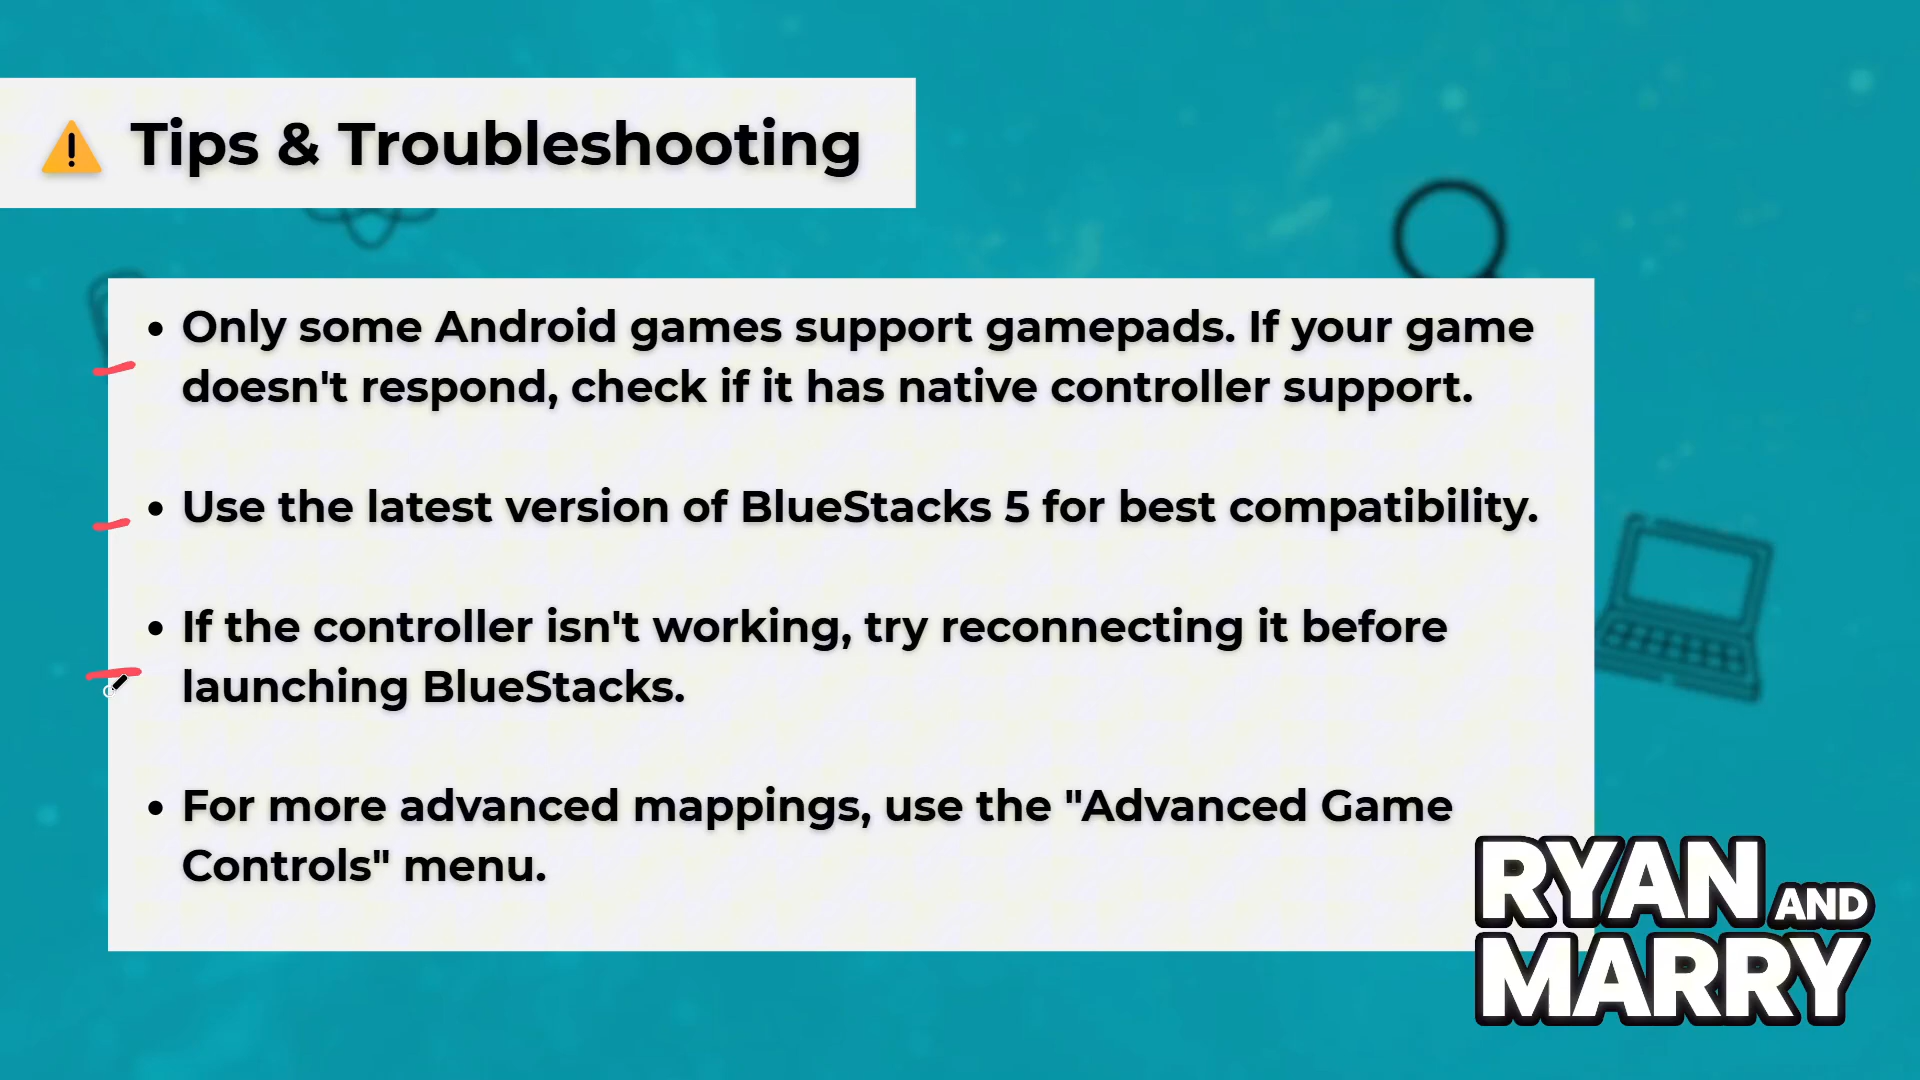 Tips & Troubleshooting
• Only some Android games support gamepads. If your game
doesn't respond, check if it has native controller support.
• Use the latest version of BlueStacks 5 for best compatibility.
• If the controller isn't working, try reconnecting it before
launching BlueStacks.
• For more advanced mappings, use the "Advanced Game
Controls" menu.
RYAN AND
MARRY